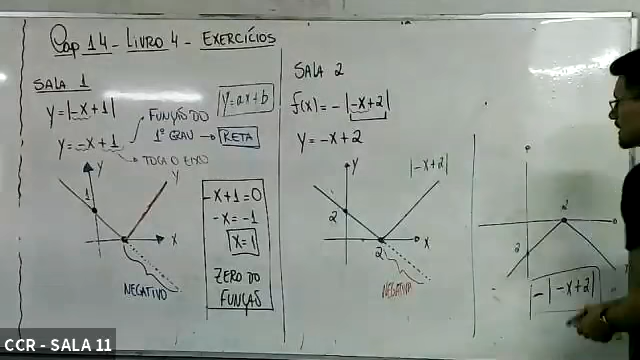 Cap 14 - LIVRO 4 - EXERCÍCIOS
SALA 1
y=|-x+1|
y=-x+1
FUNÇÃO DO
1º GRAU → RETA
TOCA O EIXO
y=ax+b
y
1
y
x
NEGATIVO
-x+1=0
-x=-1
x=1
ZERO DO
FUNÇÃO
SALA 2
f(x)=-|-x+2|
y=-x+2
y
|-x+2|
2
2
x
NEGATIVO
2
2
-|-x+2|
CCR - SALA 11